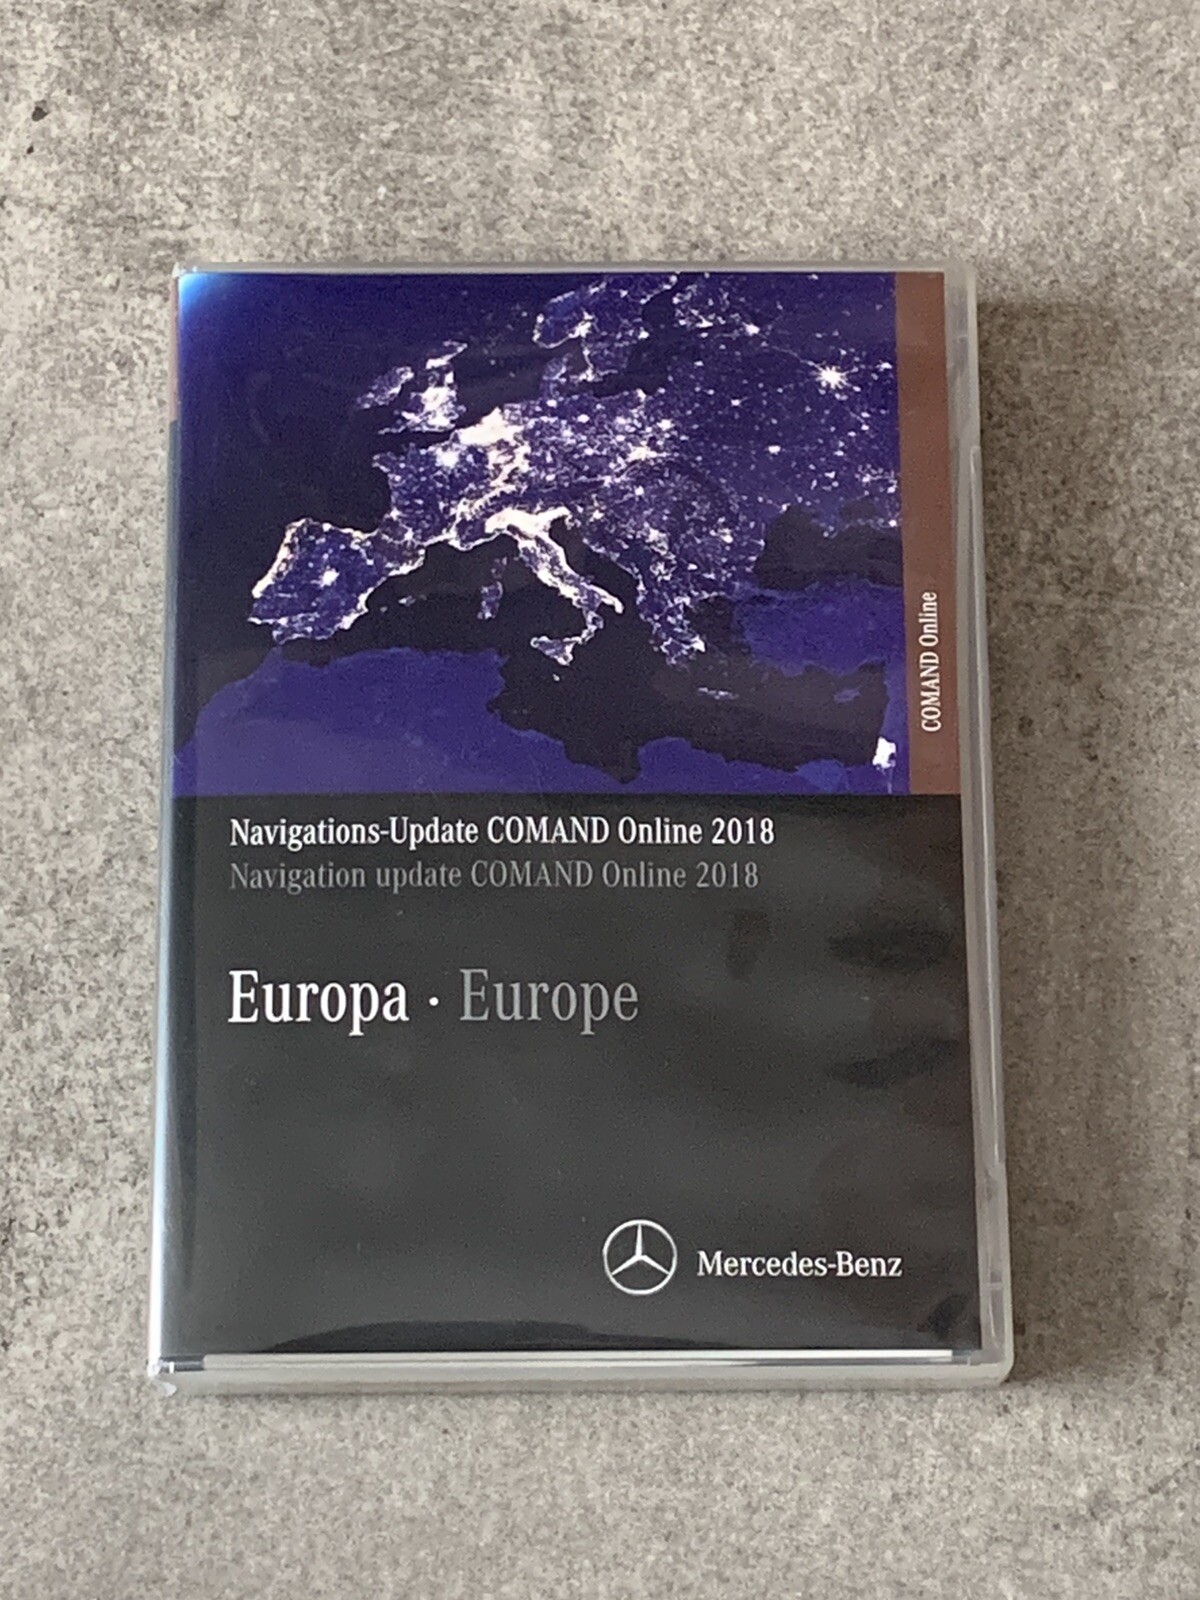 COMAND Online
Navigations-Update COMAND Online 2018
Navigation update COMAND Online 2018
Europa · Europe
Mercedes-Benz